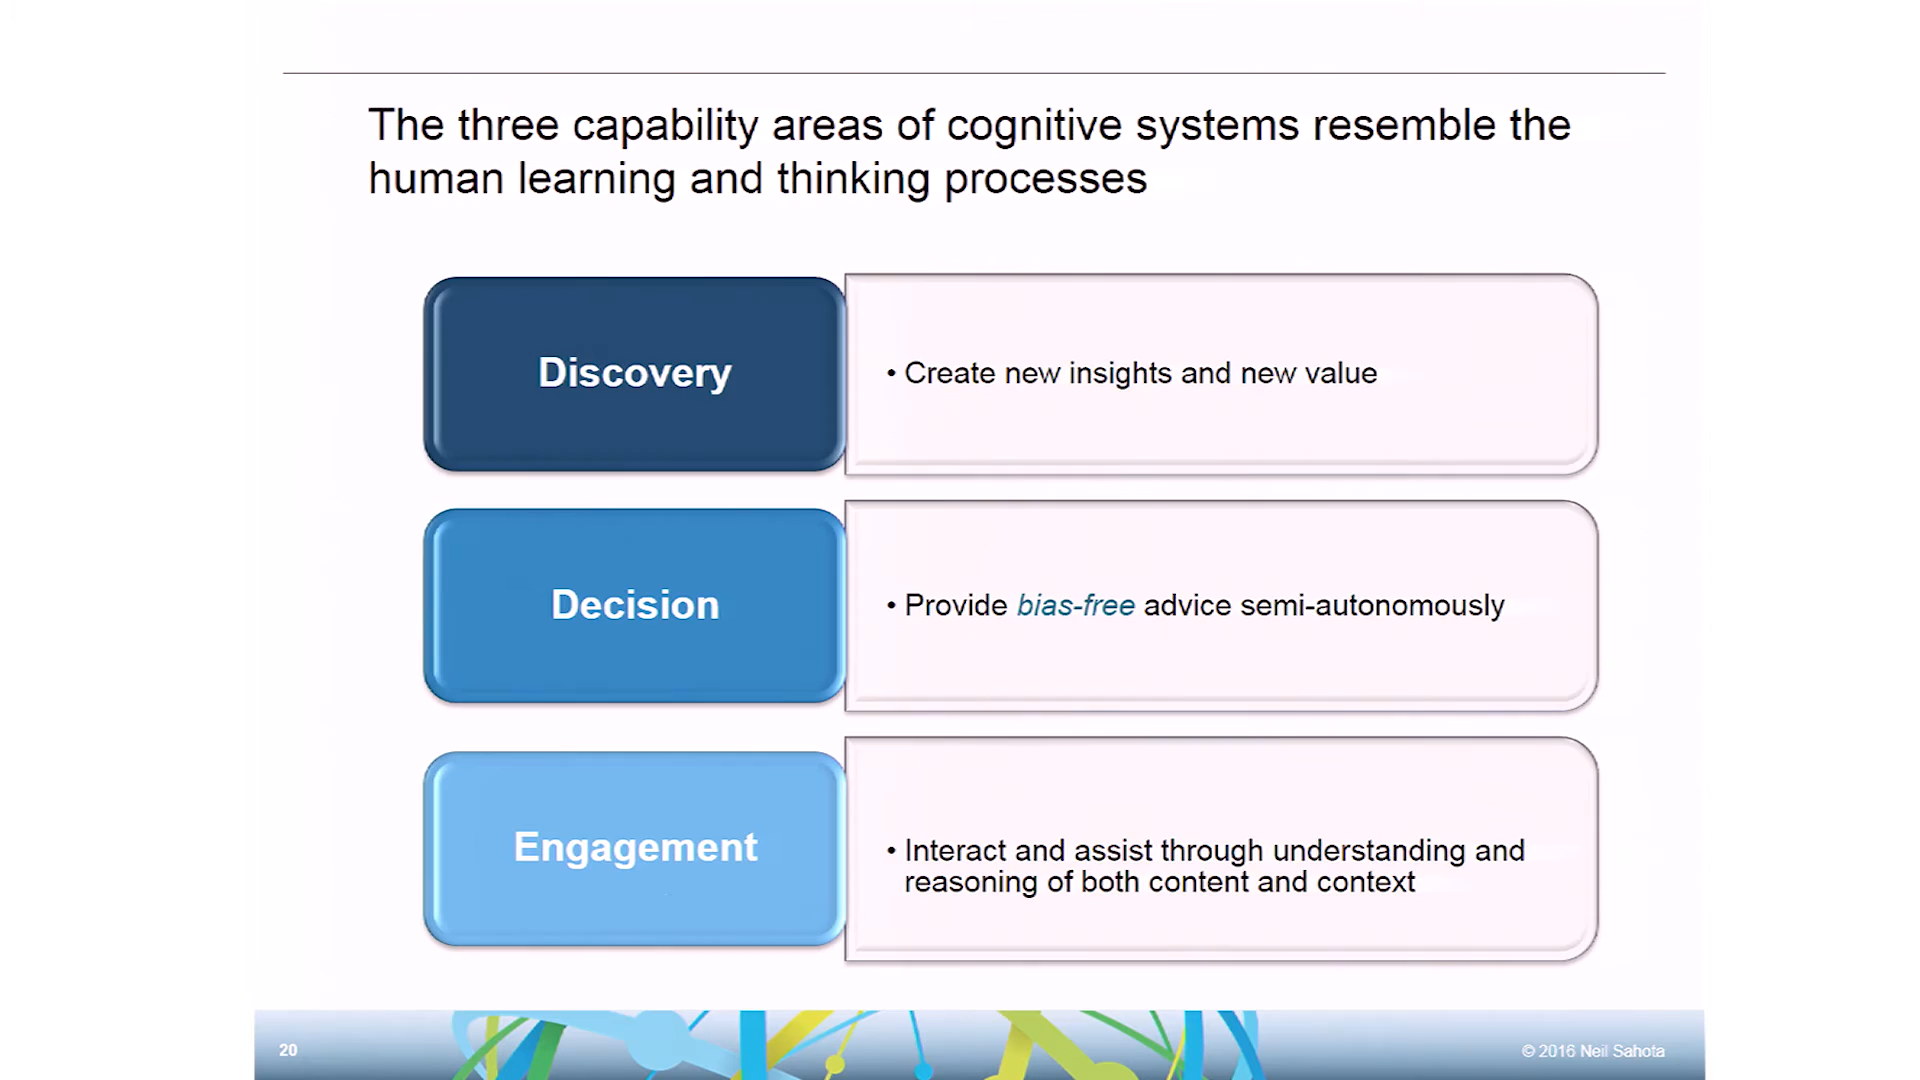 The three capability areas of cognitive systems resemble the
human learning and thinking processes
Discovery
• Create new insights and new value
Decision
• Provide bias-free advice semi-autonomously
Engagement
• Interact and assist through understanding and
reasoning of both content and context
20
© 2016 Neil Sahota